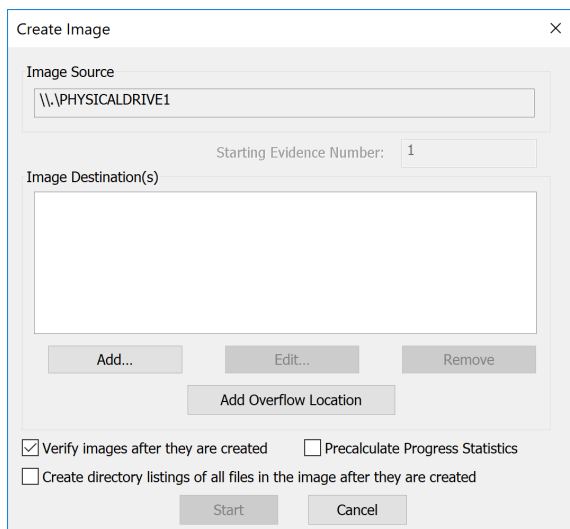 Create Image
Image Source
\\.\PHYSICALDRIVE1
Starting Evidence Number: 1
Image Destination(s)
Add... Edit... Remove
Add Overflow Location
Verify images after they are created Precalculate Progress Statistics
Create directory listings of all files in the image after they are created
Start Cancel